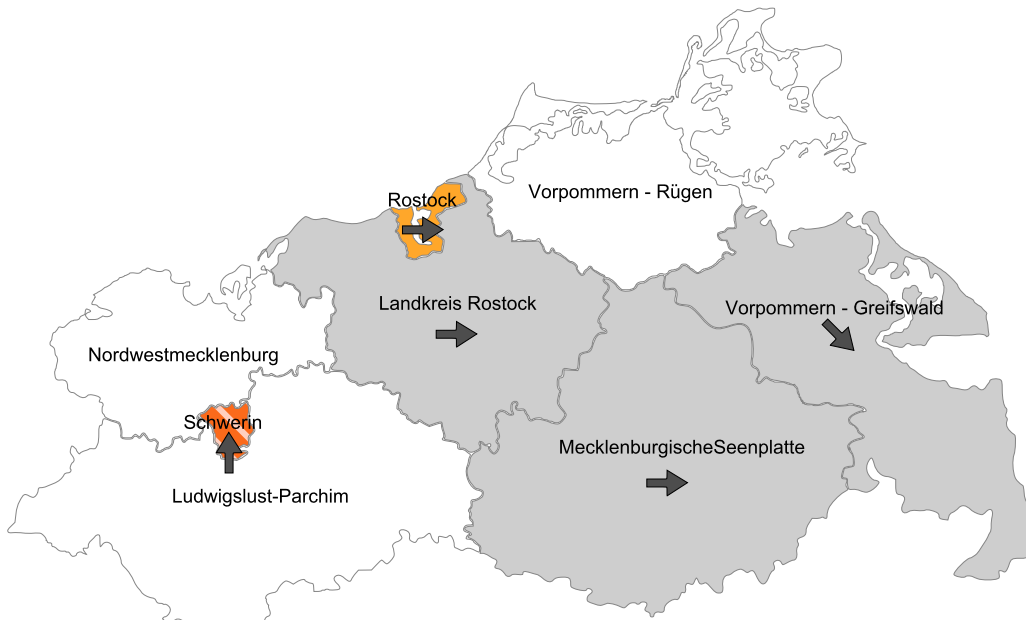 Vorpommern - Rügen
Rostock
Landkreis Rostock
Vorpommern - Greifswald
Nordwestmecklenburg
Schwerin
MecklenburgischeSeenplatte
Ludwigslust-Parchim